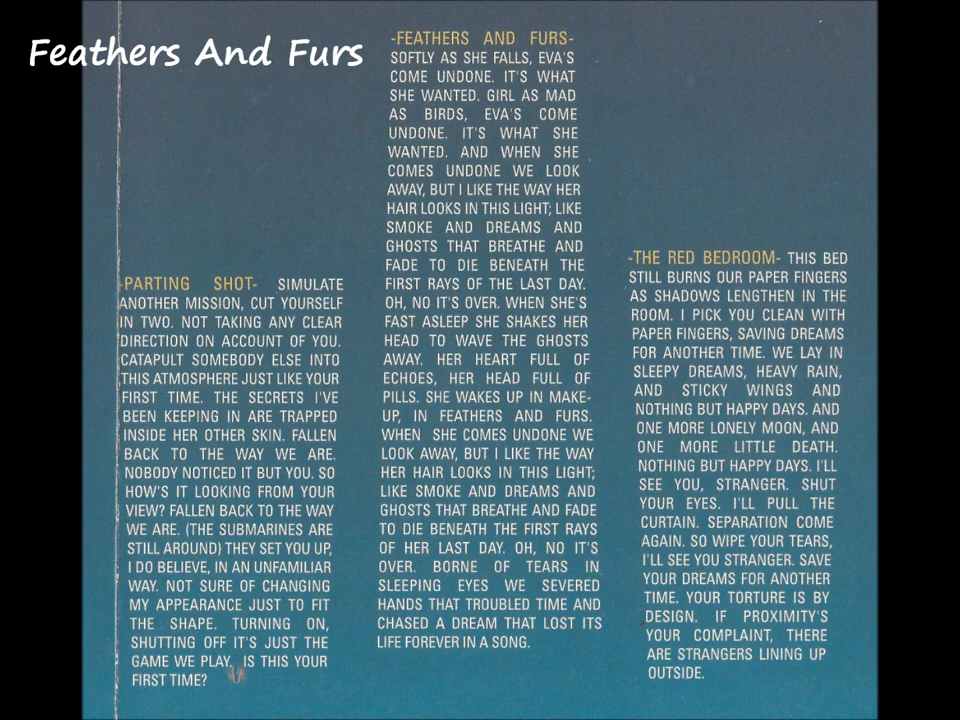 Feathers And Furs
-PARTING SHOT- SIMULATE
ANOTHER MISSION, CUT YOURSELF
IN TWO. NOT TAKING ANY CLEAR
DIRECTION ON ACCOUNT OF YOU.
CATAPULT SOMEBODY ELSE INTO
THIS ATMOSPHERE JUST LIKE YOUR
FIRST TIME. THE SECRETS I'VE
BEEN KEEPING IN ARE TRAPPED
INSIDE HER OTHER SKIN. FALLEN
BACK TO THE WAY WE ARE.
NOBODY NOTICED IT BUT YOU. SO
HOW'S IT LOOKING FROM YOUR
VIEW? FALLEN BACK TO THE WAY
WE ARE. (THE SUBMARINES ARE
STILL AROUND) THEY SET YOU UP,
I DO BELIEVE, IN AN UNFAMILIAR
WAY. NOT SURE OF CHANGING
MY APPEARANCE JUST TO FIT
THE SHAPE. TURNING ON,
SHUTTING OFF IT'S JUST THE
GAME WE PLAY. IS THIS YOUR
FIRST TIME?
-FEATHERS AND FURS-
SOFTLY AS SHE FALLS, EVA'S
COME UNDONE. IT'S WHAT
SHE WANTED. GIRL AS MAD
AS BIRDS, EVA'S COME
UNDONE. IT'S WHAT SHE
WANTED. AND WHEN SHE
COMES UNDONE WE LOOK
AWAY, BUT I LIKE THE WAY HER
HAIR LOOKS IN THIS LIGHT; LIKE
SMOKE AND DREAMS AND
GHOSTS THAT BREATHE AND
FADE TO DIE BENEATH THE
FIRST RAYS OF THE LAST DAY.
OH, NO IT'S OVER. WHEN SHE'S
FAST ASLEEP SHE SHAKES HER
HEAD TO WAVE THE GHOSTS
AWAY. HER HEART FULL OF
ECHOES, HER HEAD FULL OF
PILLS. SHE WAKES UP IN MAKE-
UP, IN FEATHERS AND FURS.
WHEN SHE COMES UNDONE WE
LOOK AWAY, BUT I LIKE THE WAY
HER HAIR LOOKS IN THIS LIGHT;
LIKE SMOKE AND DREAMS AND
GHOSTS THAT BREATHE AND FADE
TO DIE BENEATH THE FIRST RAYS
OF HER LAST DAY. OH, NO IT'S
OVER. BORNE OF TEARS IN
SLEEPING EYES WE SEVERED
HANDS THAT TROUBLED TIME AND
CHASED A DREAM THAT LOST ITS
LIFE FOREVER IN A SONG.
-THE RED BEDROOM- THIS BED
STILL BURNS OUR PAPER FINGERS
AS SHADOWS LENGTHEN IN THE
ROOM. I PICK YOU CLEAN WITH
PAPER FINGERS, SAVING DREAMS
FOR ANOTHER TIME. WE LAY IN
SLEEPY DREAMS, HEAVY RAIN,
AND STICKY WINGS AND
NOTHING BUT HAPPY DAYS. AND
ONE MORE LONELY MOON, AND
ONE MORE LITTLE DEATH.
NOTHING BUT HAPPY DAYS. I'LL
SEE YOU, STRANGER. SHUT
YOUR EYES. I'LL PULL THE
CURTAIN. SEPARATION COME
AGAIN. SO WIPE YOUR TEARS,
I'LL SEE YOU STRANGER. SAVE
YOUR DREAMS FOR ANOTHER
TIME. YOUR TORTURE IS BY
DESIGN. IF PROXIMITY'S
YOUR COMPLAINT, THERE
ARE STRANGERS LINING UP
OUTSIDE.